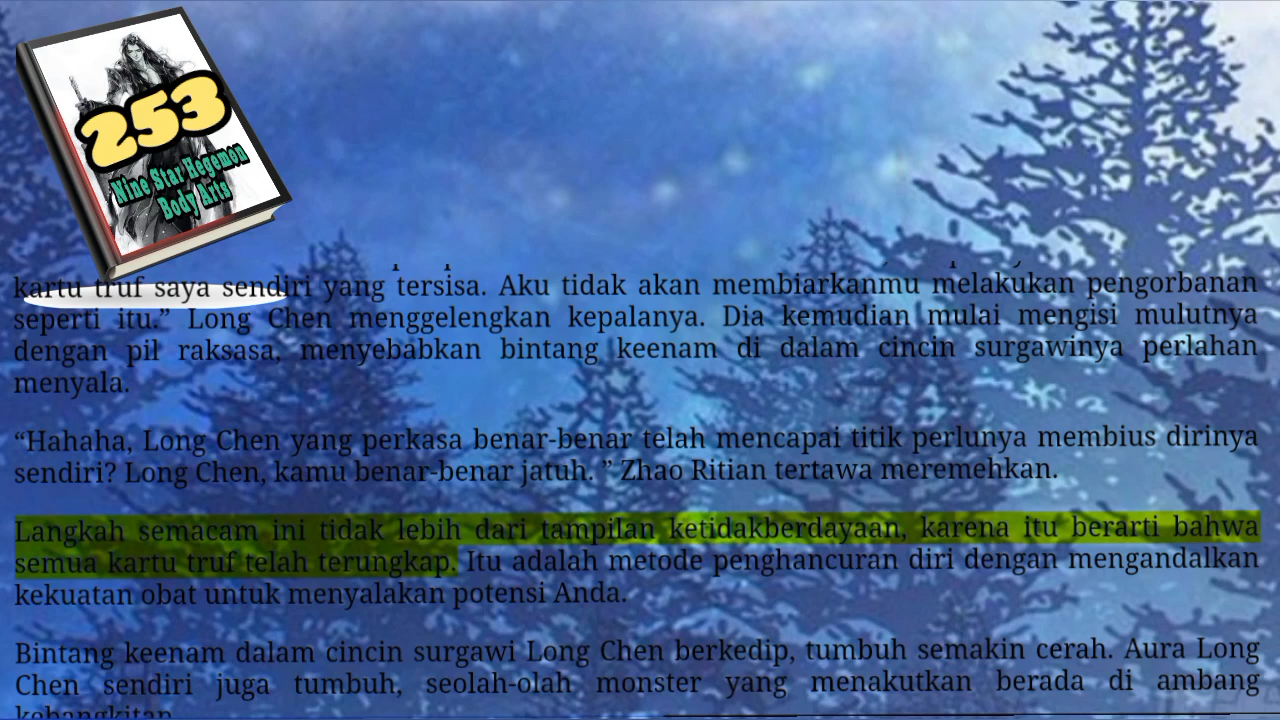 253
Nine Star Hegemon
Body Arts
kartu truf saya sendiri yang tersisa. Aku tidak akan membiarkanmu melakukan pengorbanan
seperti itu.” Long Chen menggelengkan kepalanya. Dia kemudian mulai mengisi mulutnya
dengan pil raksasa, menyebabkan bintang keenam di dalam cincin surgawinya perlahan
menyala.
“Hahaha, Long Chen yang perkasa benar-benar telah mencapai titik perlunya membius dirinya
sendiri? Long Chen, kamu benar-benar jatuh. ” Zhao Ritian tertawa meremehkan.
Langkah semacam ini tidak lebih dari tampilan ketidakberdayaan, karena itu berarti bahwa
semua kartu truf telah terungkap. Itu adalah metode penghancuran diri dengan mengandalkan
kekuatan obat untuk menyalakan potensi Anda.
Bintang keenam dalam cincin surgawi Long Chen berkedip, tumbuh semakin cerah. Aura Long
Chen sendiri juga tumbuh, seolah-olah monster yang menakutkan berada di ambang
kebangkitan.